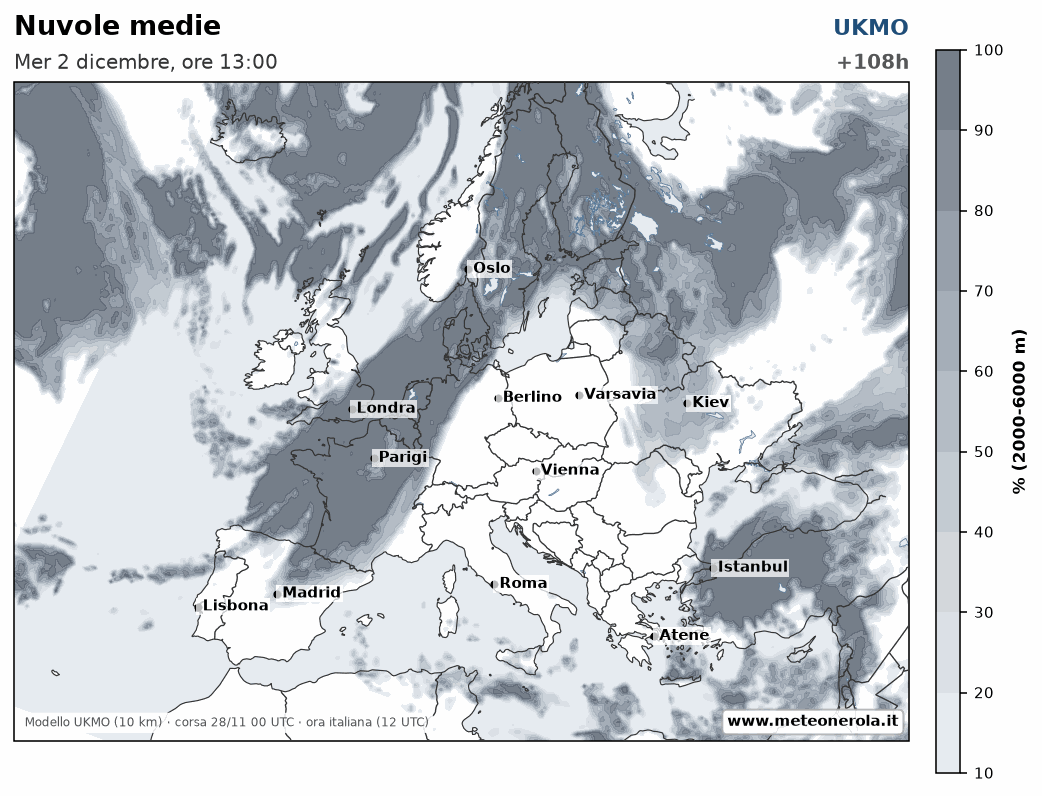 Nuvole medie
UKMO
Mer 2 dicembre, ore 13:00
+108h
100
90
80
70
60
50
40
30
20
10
% (2000-6000 m)
Oslo
Londra
Berlino
Varsavia
Kiev
Parigi
Vienna
Istanbul
Roma
Madrid
Lisbona
Atene
Modello UKMO (10 km) · corsa 28/11 00 UTC · ora italiana (12 UTC)
www.meteonerola.it